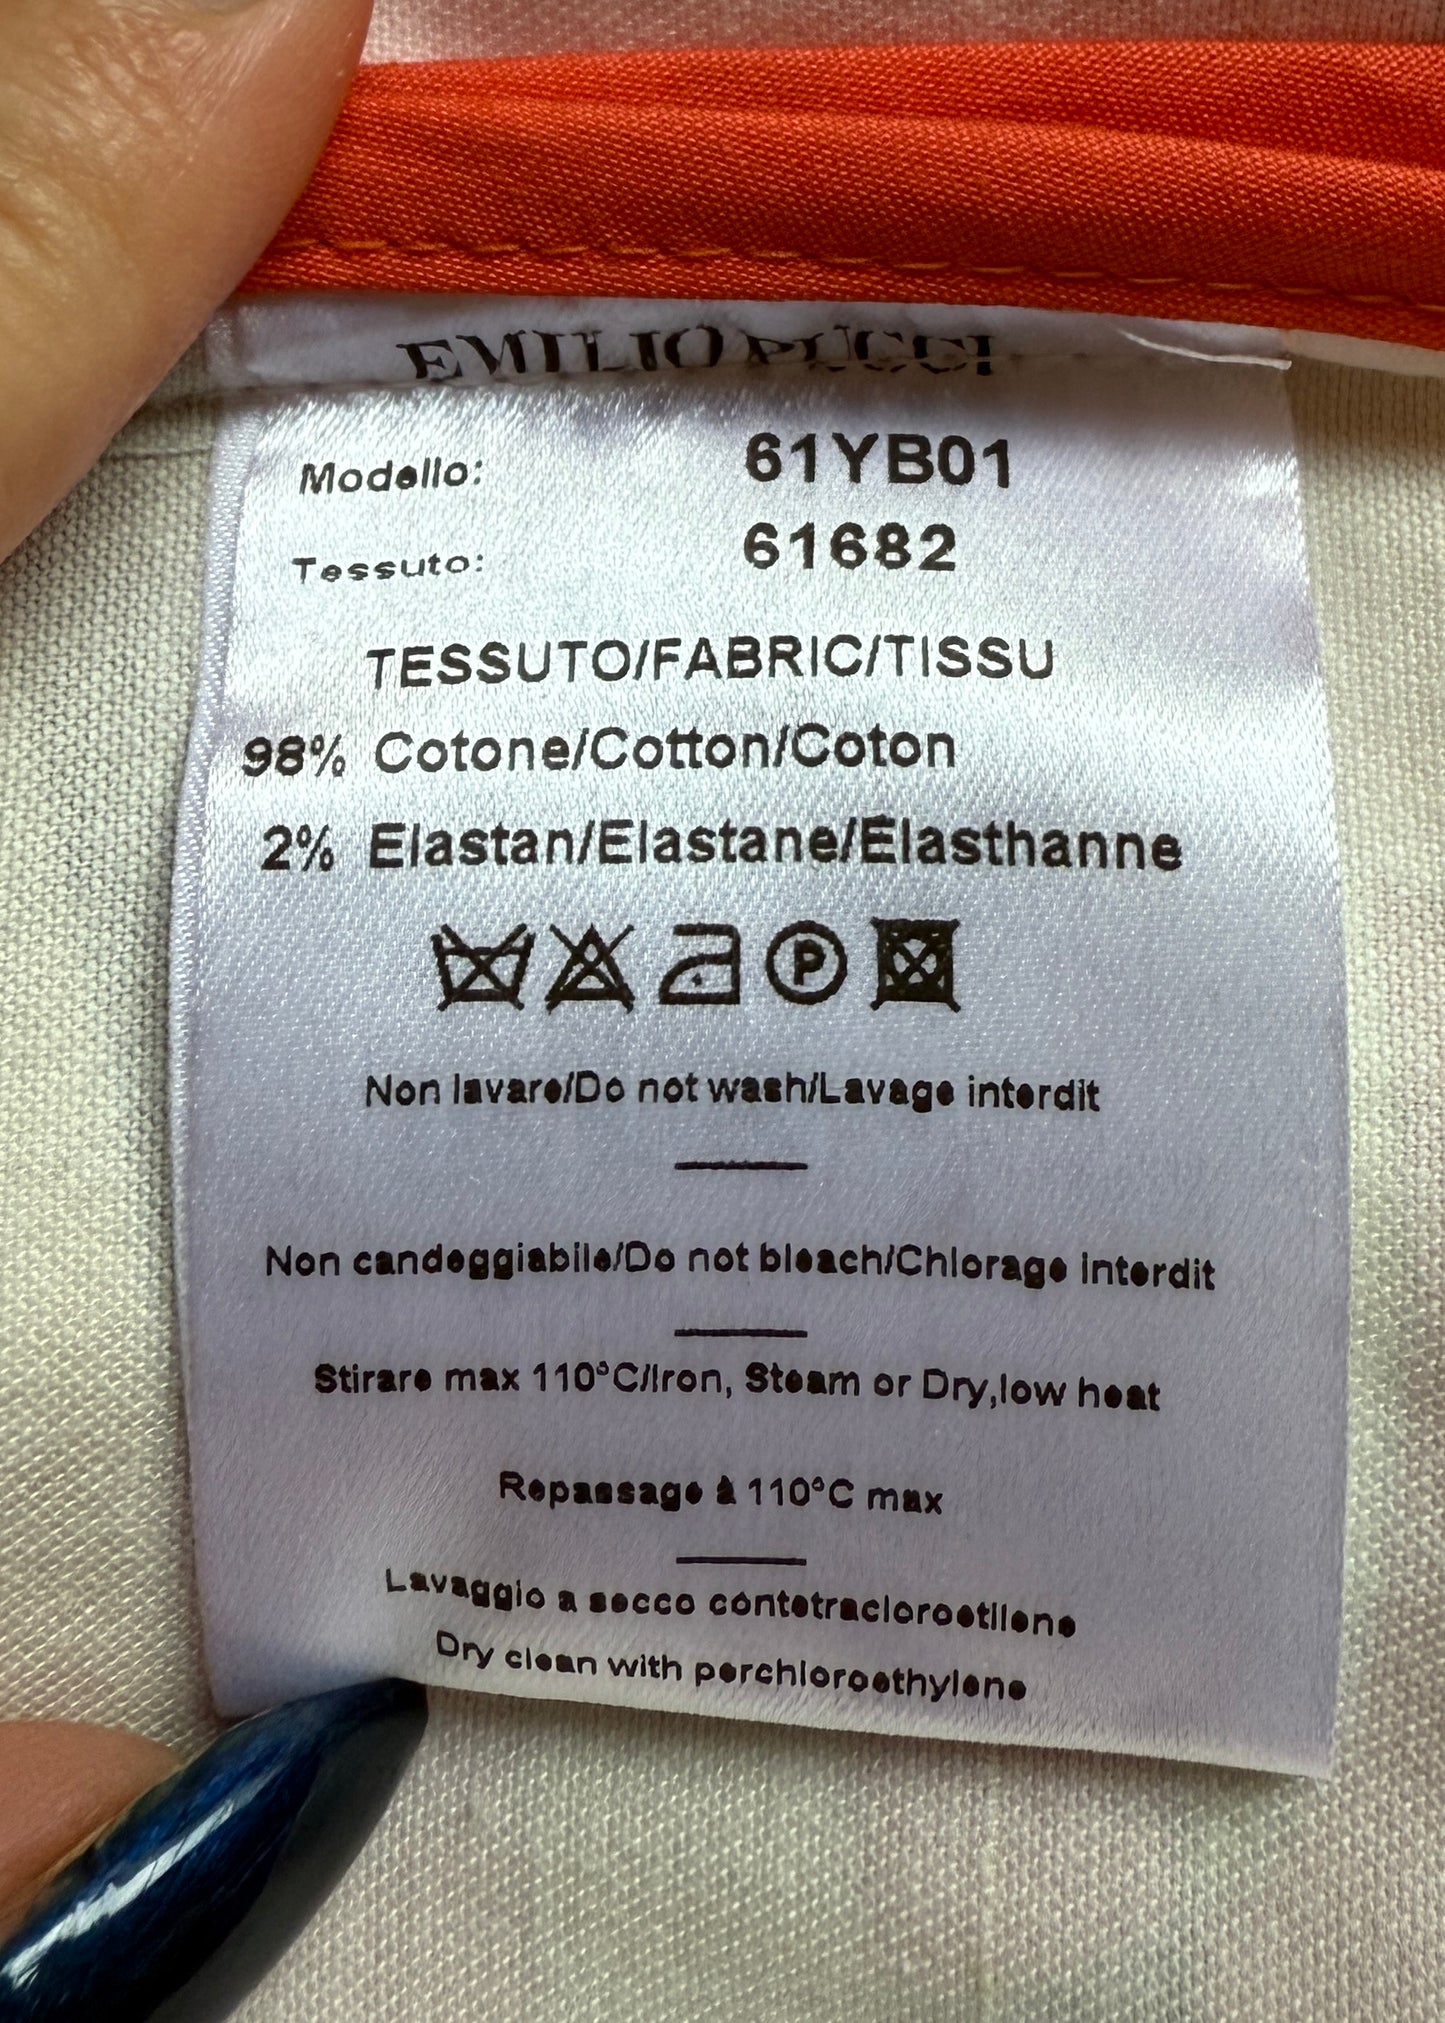 EMILIO PUCCI
Modello: 61YB01
Tessuto: 61682
TESSUTO/FABRIC/TISSU
98% Cotone/Cotton/Coton
2% Elastan/Elastane/Élasthanne
P
Non lavare/Do not wash/Lavage interdit
Non candeggiabile/Do not bleach/Chlorage interdit
Stirare max 110°C/Iron, Steam or Dry,low heat
Repassage à 110°C max
Lavaggio a secco contetracloroetilene
Dry clean with perchloroethylene